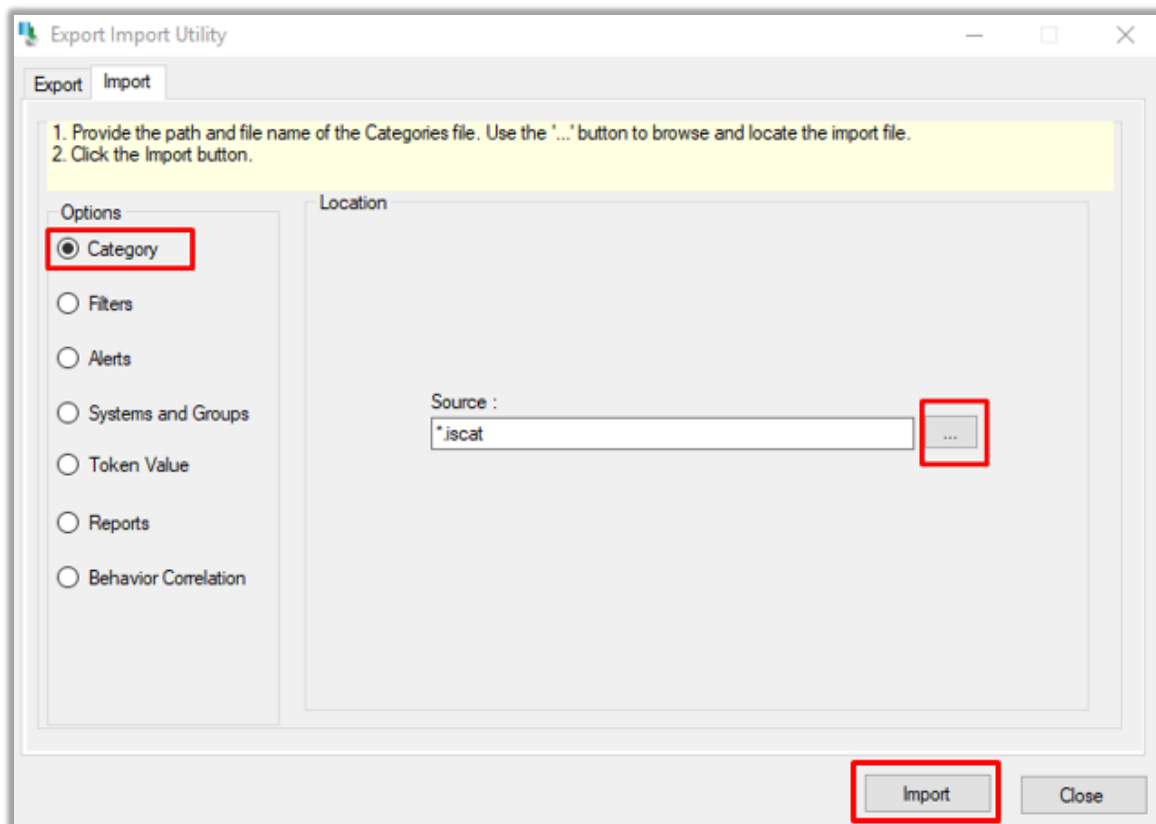 Export Import Utility
Export Import
1. Provide the path and file name of the Categories file. Use the '...' button to browse and locate the import file.
2. Click the Import button.
Options
Category
Filters
Alerts
Systems and Groups
Token Value
Reports
Behavior Correlation
Location
Source :
*.iscat
...
Import
Close